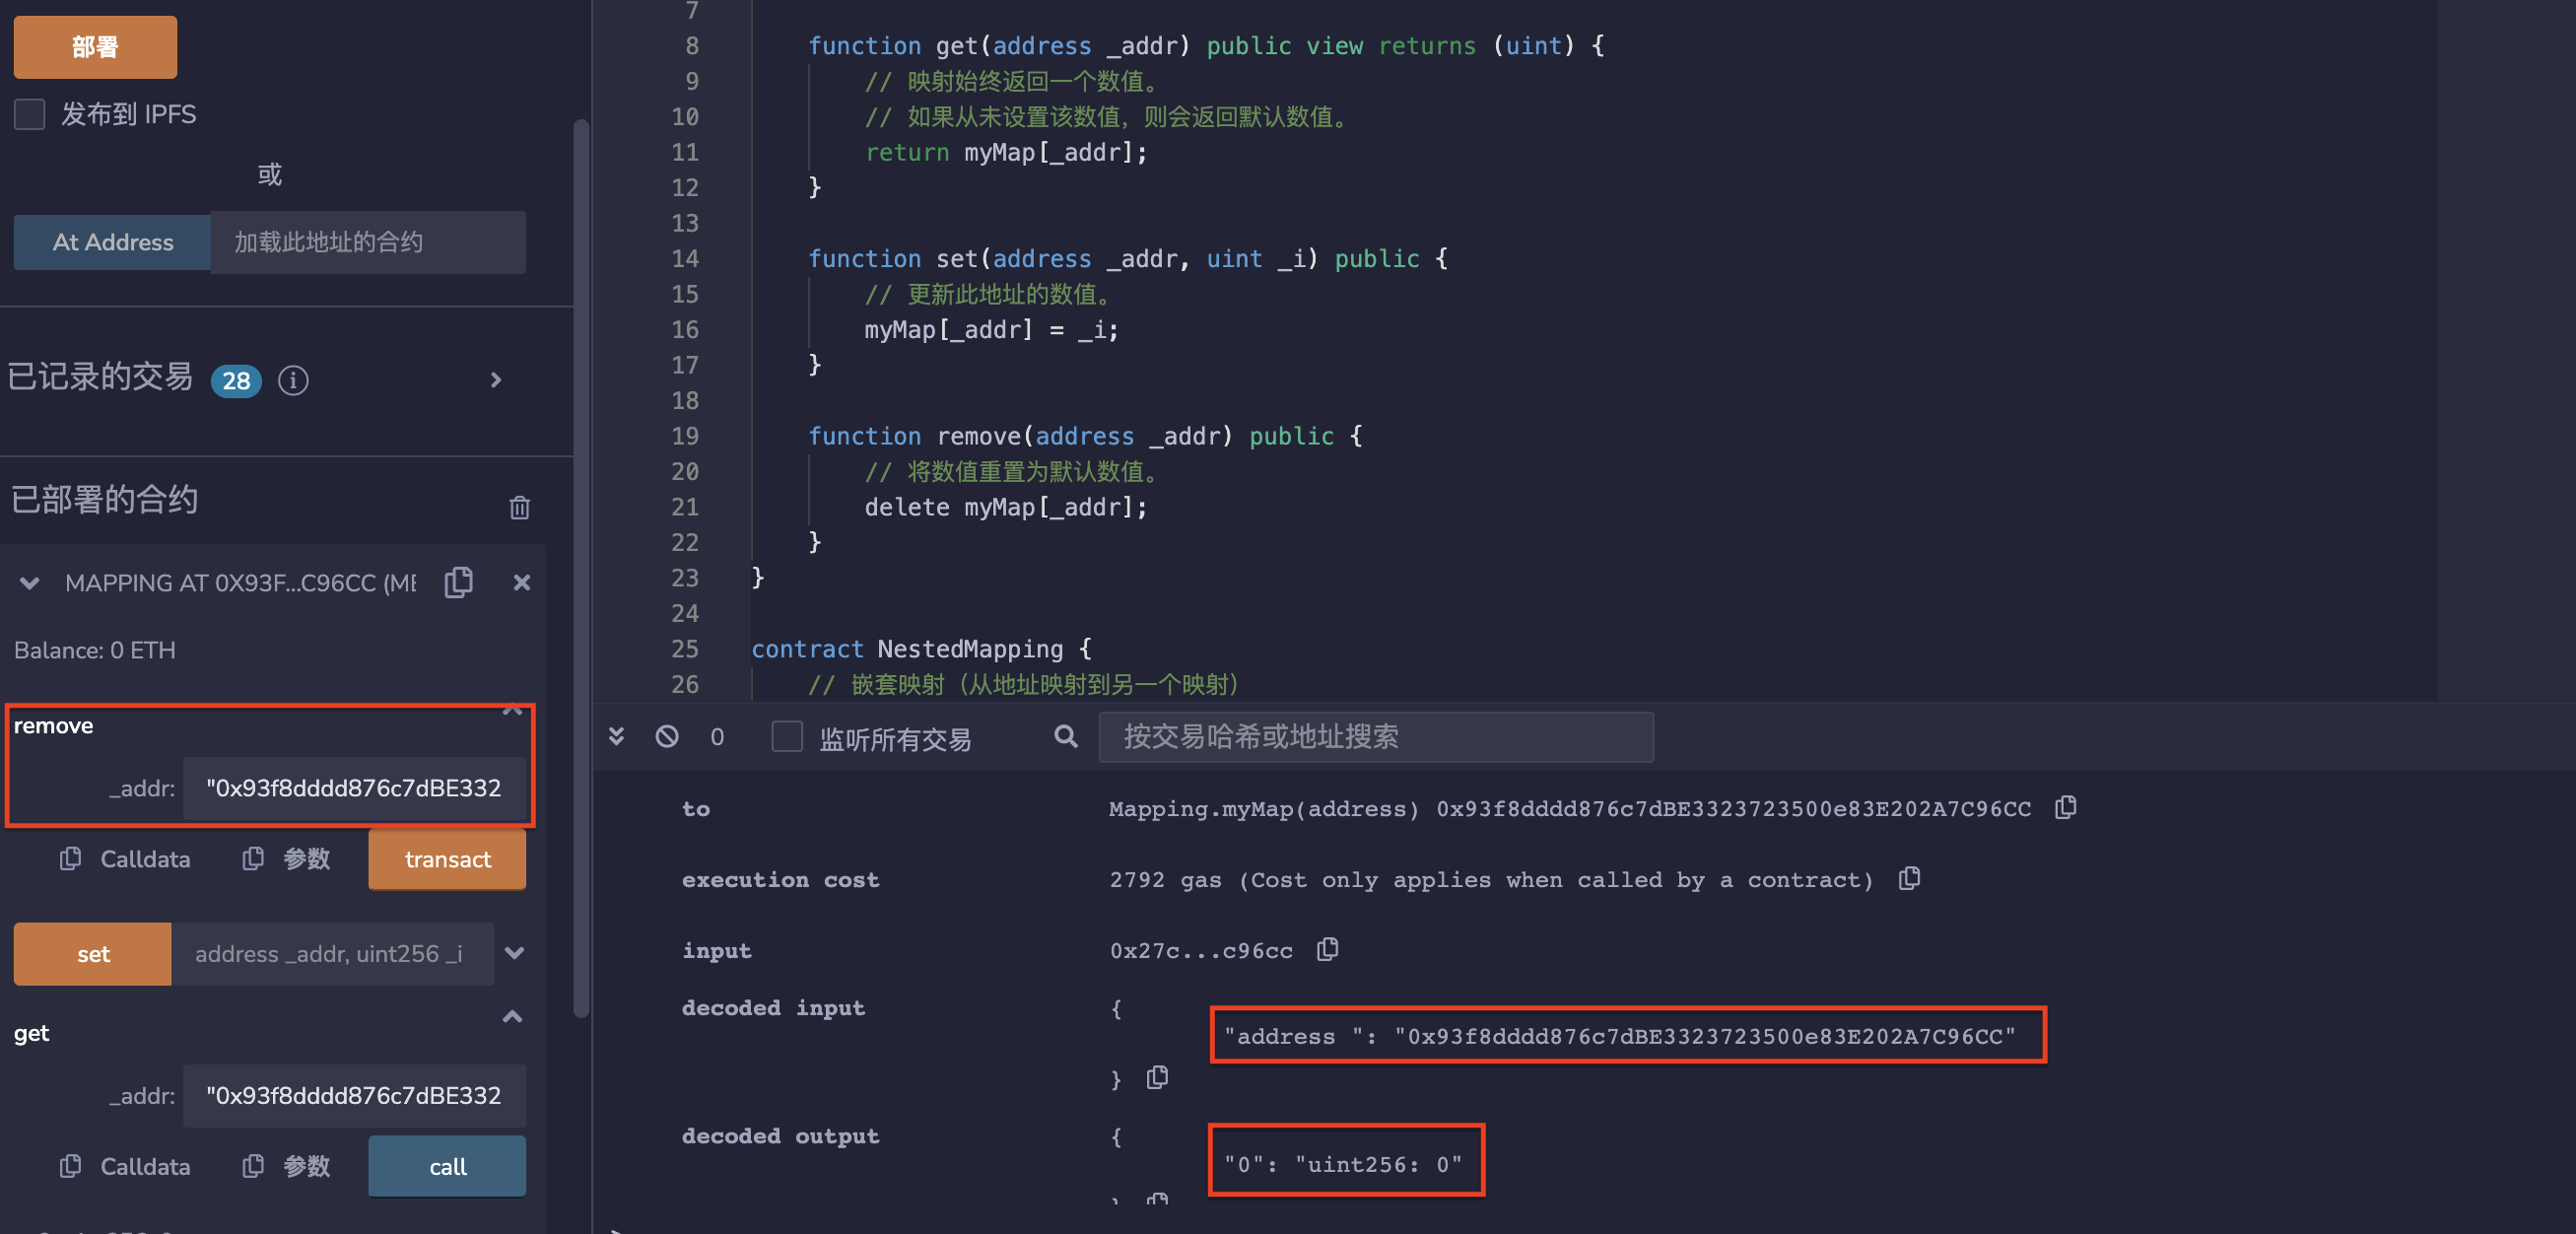 部署
发布到 IPFS
或
At Address 加载此地址的合约
已记录的交易 28
已部署的合约
MAPPING AT 0X93F...C96CC (ME
Balance: 0 ETH
remove
_addr: "0x93f8dddd876c7dBE332
Calldata 参数 transact
set address _addr, uint256 _i
get
_addr: "0x93f8dddd876c7dBE332
Calldata 参数 call
7
8 function get(address _addr) public view returns (uint) {
9 // 映射始终返回一个数值。
10 // 如果从未设置该数值，则会返回默认数值。
11 return myMap[_addr];
12 }
13
14 function set(address _addr, uint _i) public {
15 // 更新此地址的数值。
16 myMap[_addr] = _i;
17 }
18
19 function remove(address _addr) public {
20 // 将数值重置为默认数值。
21 delete myMap[_addr];
22 }
23 }
24
25 contract NestedMapping {
26 // 嵌套映射（从地址映射到另一个映射）
0 监听所有交易 按交易哈希或地址搜索
to Mapping.myMap(address) 0x93f8dddd876c7dBE3323723500e83E202A7C96CC
execution cost 2792 gas (Cost only applies when called by a contract)
input 0x27c...c96cc
decoded input {
"address ": "0x93f8dddd876c7dBE3323723500e83E202A7C96CC"
}
decoded output {
"0": "uint256: 0"